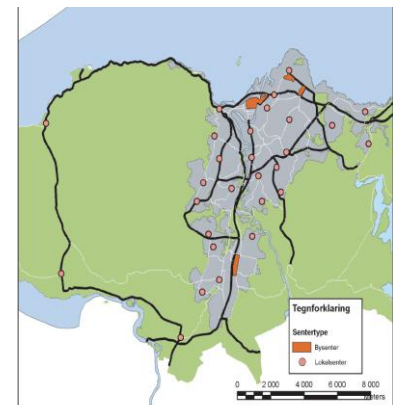 Tegnforklaring
Sentertype
Bysenter
Lokalsenter
0 2 000 4 000 6 000 8 000
Meters